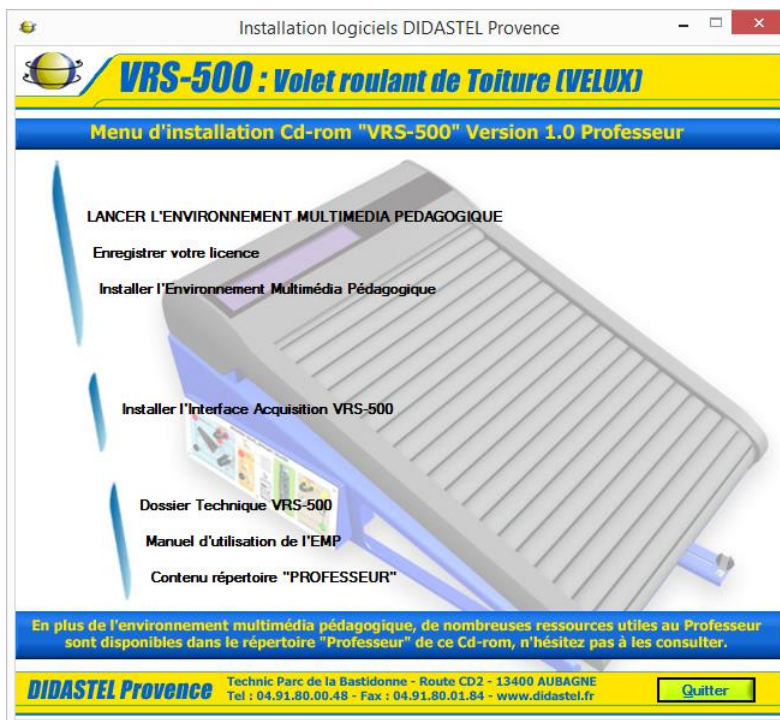 Installation logiciels DIDASTEL Provence
VRS-500 : Volet roulant de Toiture (VELUX)
Menu d'installation Cd-rom "VRS-500" Version 1.0 Professeur
LANCER L'ENVIRONNEMENT MULTIMEDIA PEDAGOGIQUE
Enregistrer votre licence
Installer l'Environnement Multimédia Pédagogique
Installer l'Interface Acquisition VRS-500
Dossier Technique VRS-500
Manuel d'utilisation de l'EMP
Contenu répertoire "PROFESSEUR"
En plus de l'environnement multimédia pédagogique, de nombreuses ressources utiles au Professeur
sont disponibles dans le répertoire "Professeur" de ce Cd-rom, n'hésitez pas à les consulter.
DIDASTEL Provence
Technic Parc de la Bastidonne - Route CD2 - 13400 AUBAGNE
Tel : 04.91.80.00.48 - Fax : 04.91.80.01.84 - www.didastel.fr
Quitter